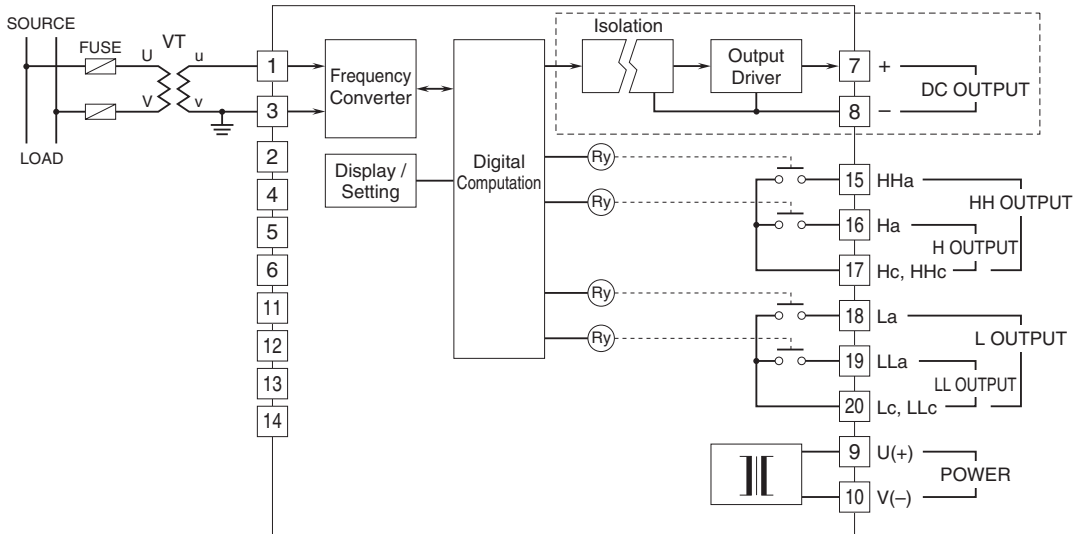 SOURCE
FUSE
VT
U
u
V
v
LOAD
1
3
2
4
5
6
11
12
13
14
Frequency
Converter
Display /
Setting
Digital
Computation
Isolation
Output
Driver
Ry
Ry
Ry
Ry
7 +
8 −
DC OUTPUT
15 HHa
16 Ha
17 Hc, HHc
HH OUTPUT
H OUTPUT
18 La
19 LLa
20 Lc, LLc
L OUTPUT
LL OUTPUT
9 U(+)
10 V(−)
POWER